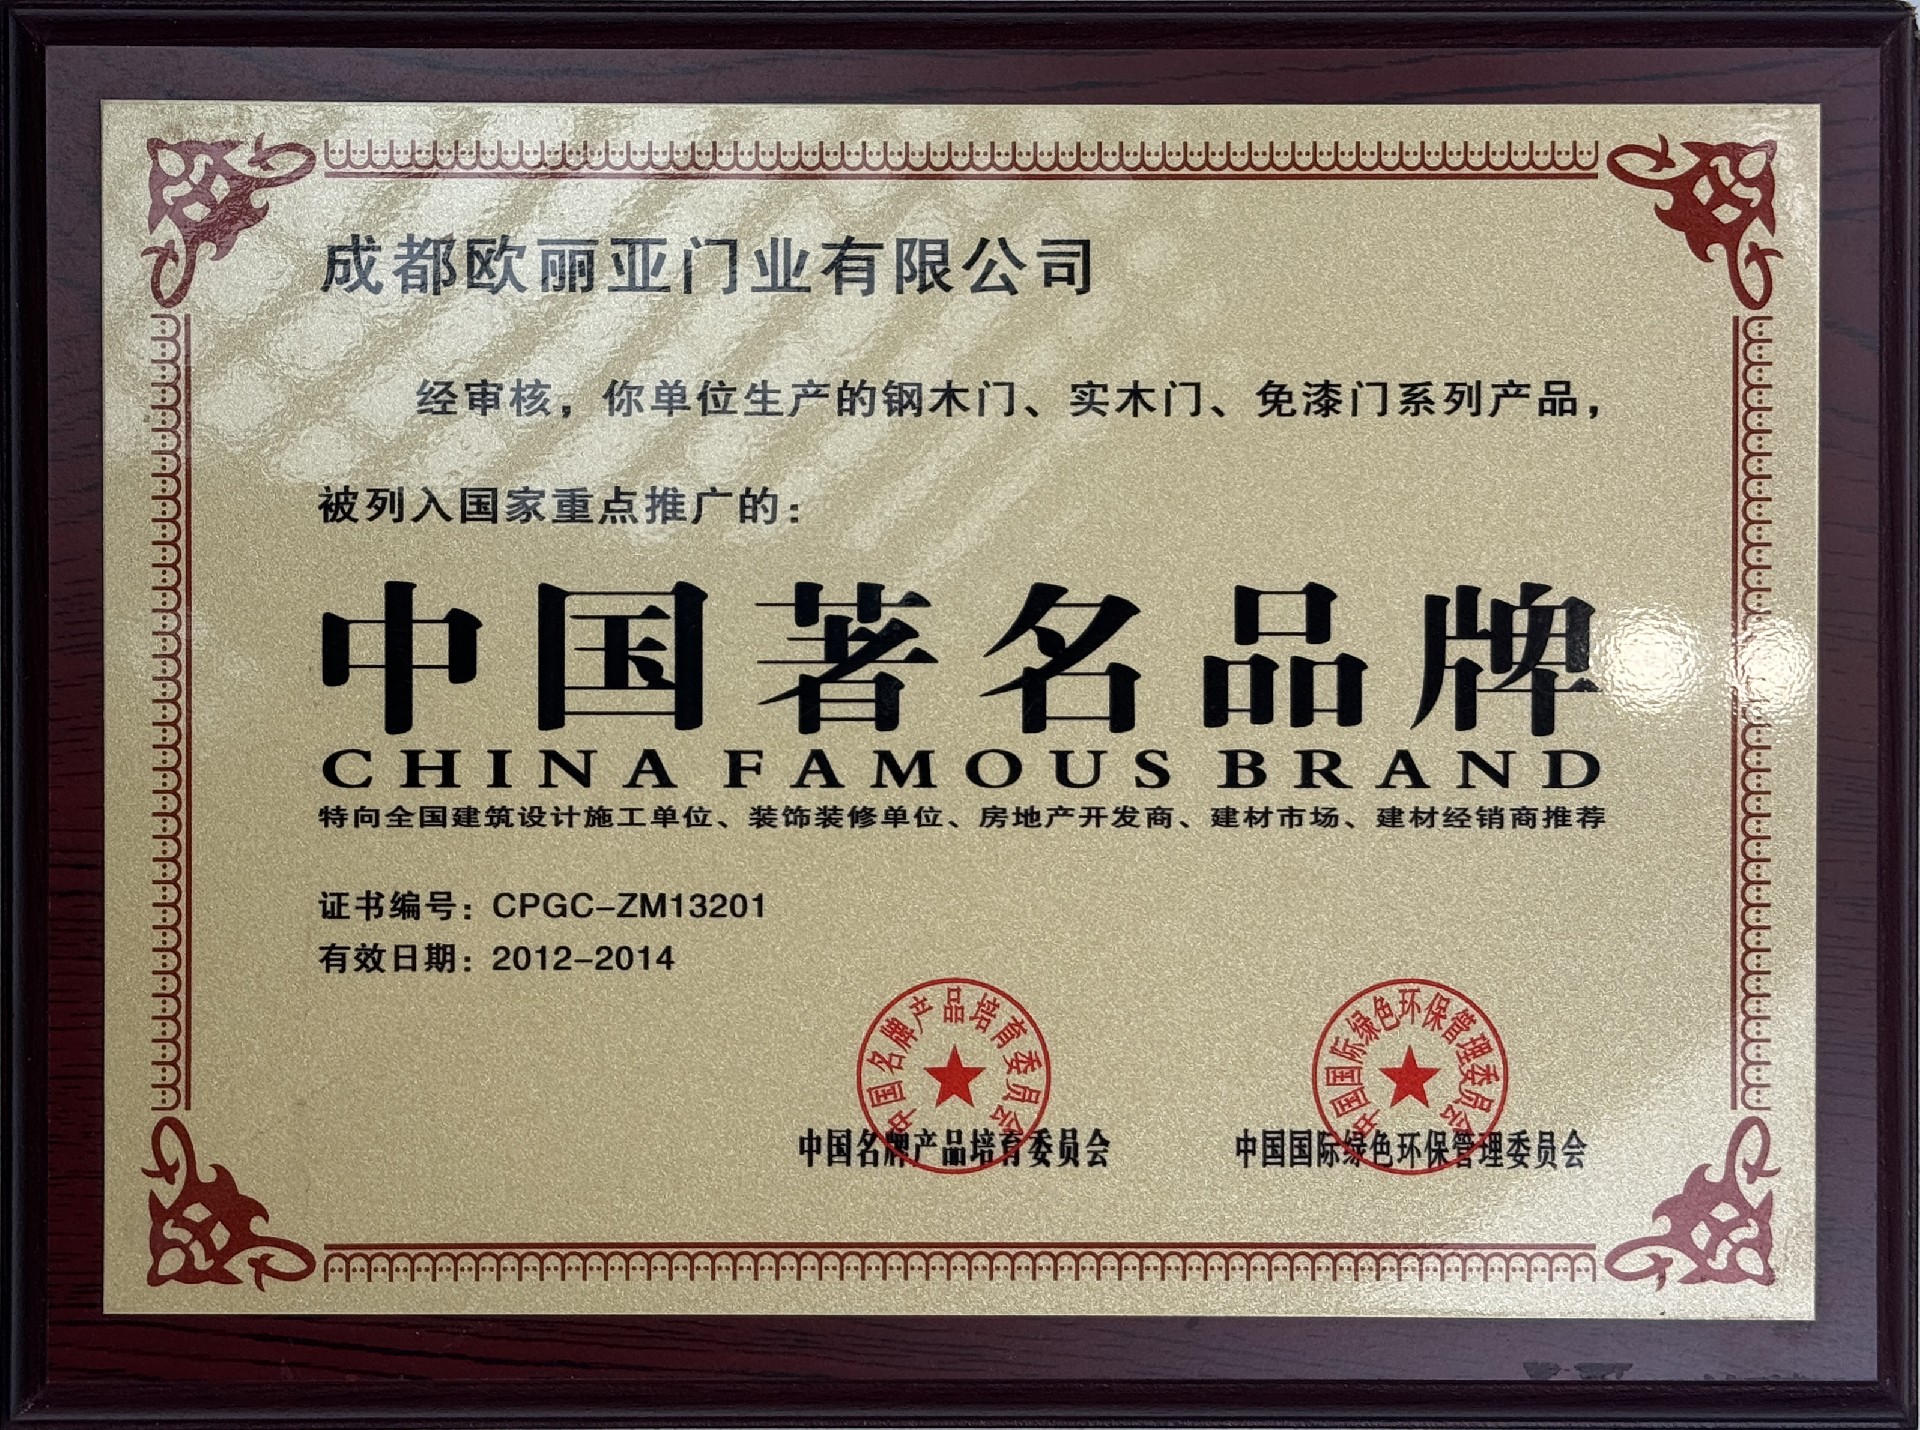 成都欧丽亚门业有限公司
经审核，你单位生产的钢木门、实木门、免漆门系列产品，
被列入国家重点推广的：
中国著名品牌
CHINA FAMOUS BRAND
特向全国建筑设计施工单位、装饰装修单位、房地产开发商、建材市场、建材经销商推荐
证书编号：CPGC-ZM13201
有效日期：2012-2014
中国名牌产品培育委员会
中国国际绿色环保管理委员会
中国名牌产品培育委员会
中国国际绿色环保管理委员会